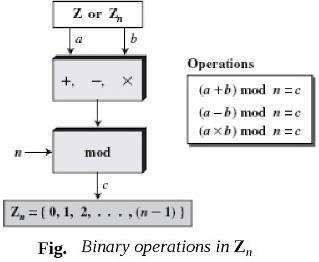 Z or Zₙ
a b
+, −, ×
n mod
c
Zₙ = { 0, 1, 2, . . . , (n − 1) }
Operations
(a + b) mod n = c
(a − b) mod n = c
(a × b) mod n = c
Fig. Binary operations in Zₙ